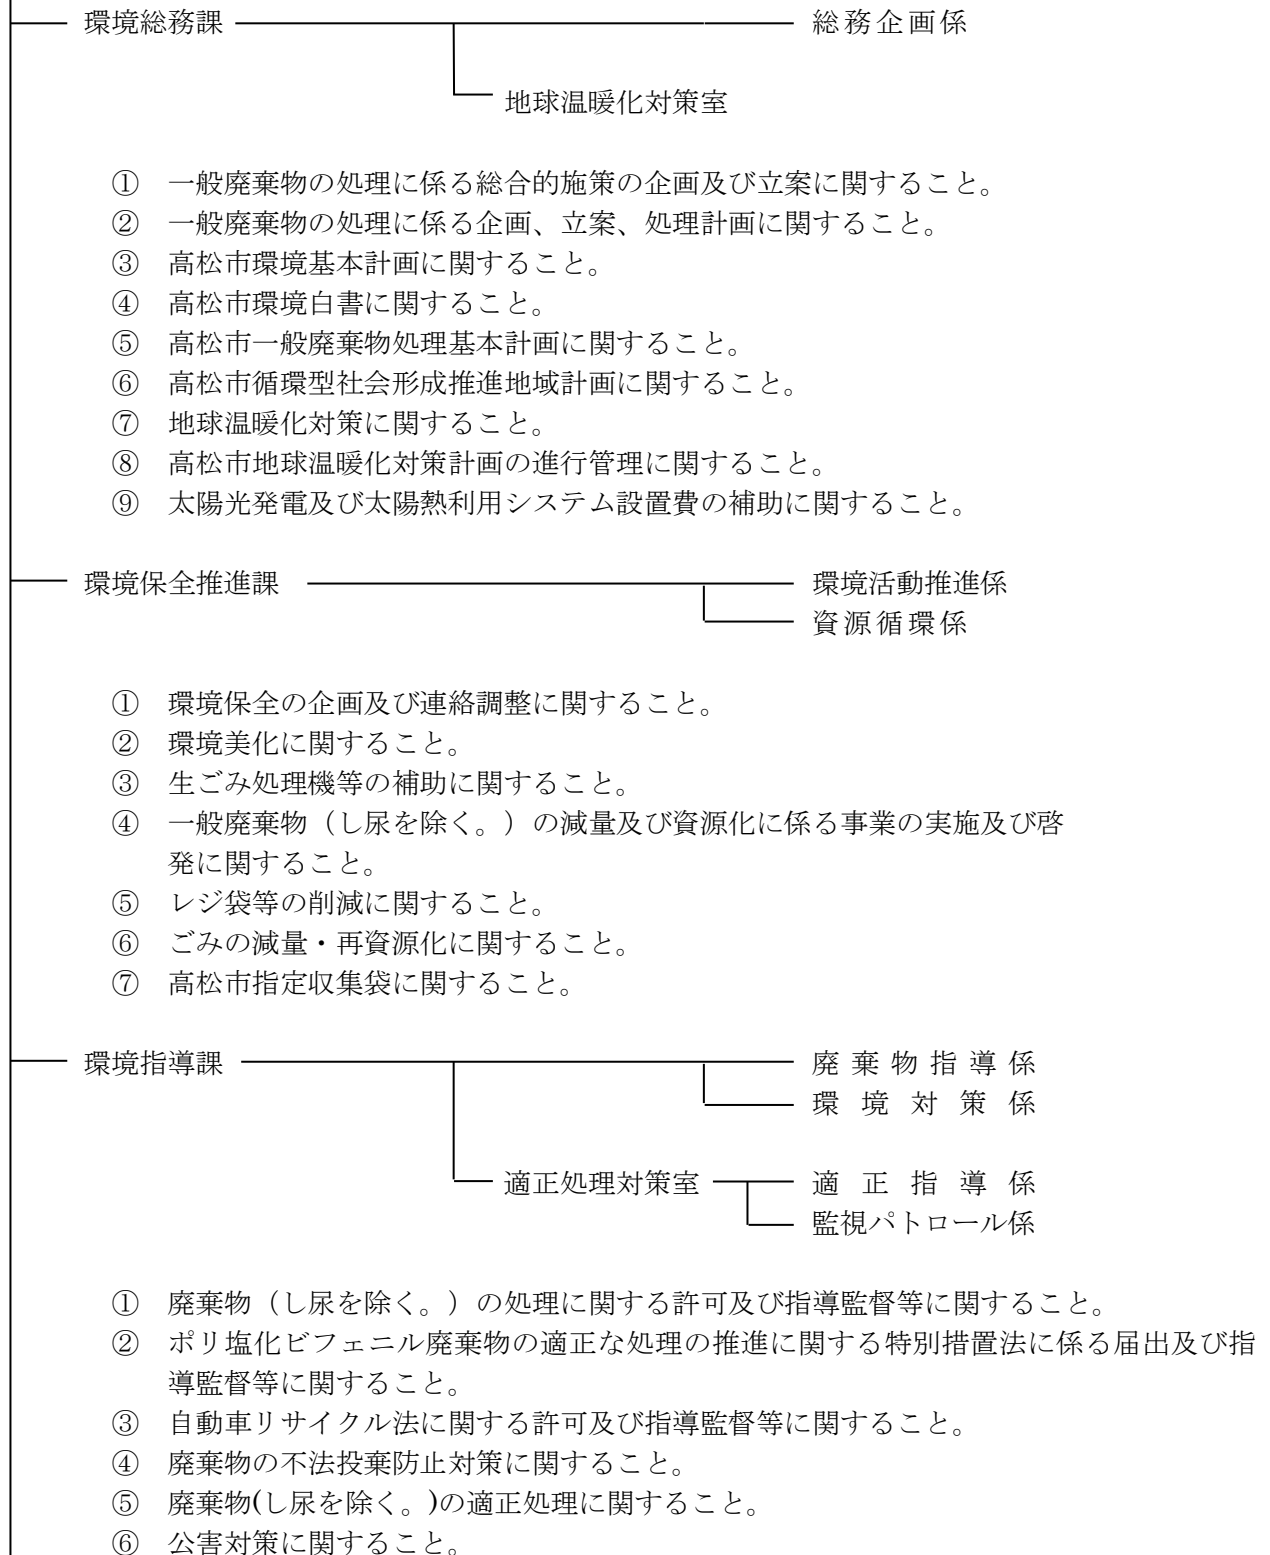 環境総務課 総務企画係
地球温暖化対策室
① 一般廃棄物の処理に係る総合的施策の企画及び立案に関すること。
② 一般廃棄物の処理に係る企画、立案、処理計画に関すること。
③ 高松市環境基本計画に関すること。
④ 高松市環境白書に関すること。
⑤ 高松市一般廃棄物処理基本計画に関すること。
⑥ 高松市循環型社会形成推進地域計画に関すること。
⑦ 地球温暖化対策に関すること。
⑧ 高松市地球温暖化対策計画の進行管理に関すること。
⑨ 太陽光発電及び太陽熱利用システム設置費の補助に関すること。
環境保全推進課 環境活動推進係
資源循環係
① 環境保全の企画及び連絡調整に関すること。
② 環境美化に関すること。
③ 生ごみ処理機等の補助に関すること。
④ 一般廃棄物（し尿を除く。）の減量及び資源化に係る事業の実施及び啓
発に関すること。
⑤ レジ袋等の削減に関すること。
⑥ ごみの減量・再資源化に関すること。
⑦ 高松市指定収集袋に関すること。
環境指導課 廃棄物指導係
環境対策係
適正処理対策室 適正指導係
監視パトロール係
① 廃棄物（し尿を除く。）の処理に関する許可及び指導監督等に関すること。
② ポリ塩化ビフェニル廃棄物の適正な処理の推進に関する特別措置法に係る届出及び指
導監督等に関すること。
③ 自動車リサイクル法に関する許可及び指導監督等に関すること。
④ 廃棄物の不法投棄防止対策に関すること。
⑤ 廃棄物(し尿を除く。)の適正処理に関すること。
⑥ 公害対策に関すること。